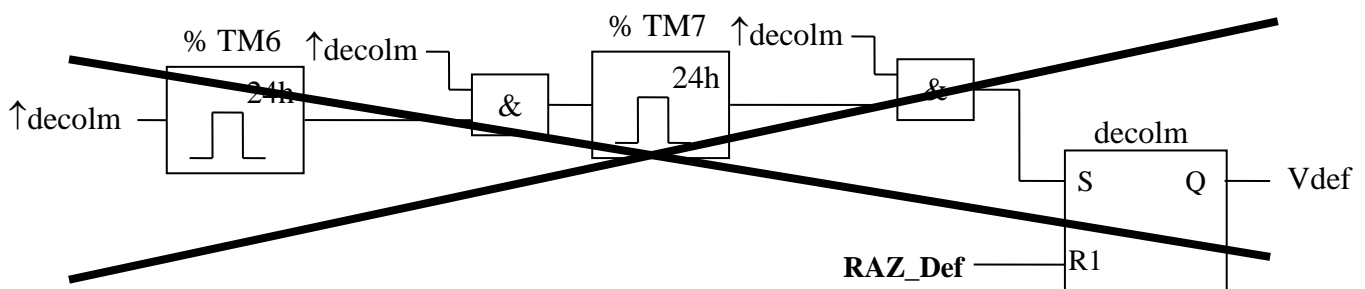 % TM6
↑decolm
% TM7
↑decolm
24h
24h
&
&
↑decolm
decolm
S Q
Vdef
RAZ_Def
R1